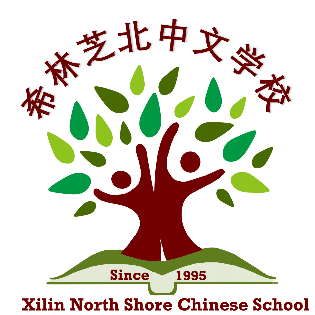 希林芝北中文学校
Since 1995
Xilin North Shore Chinese School